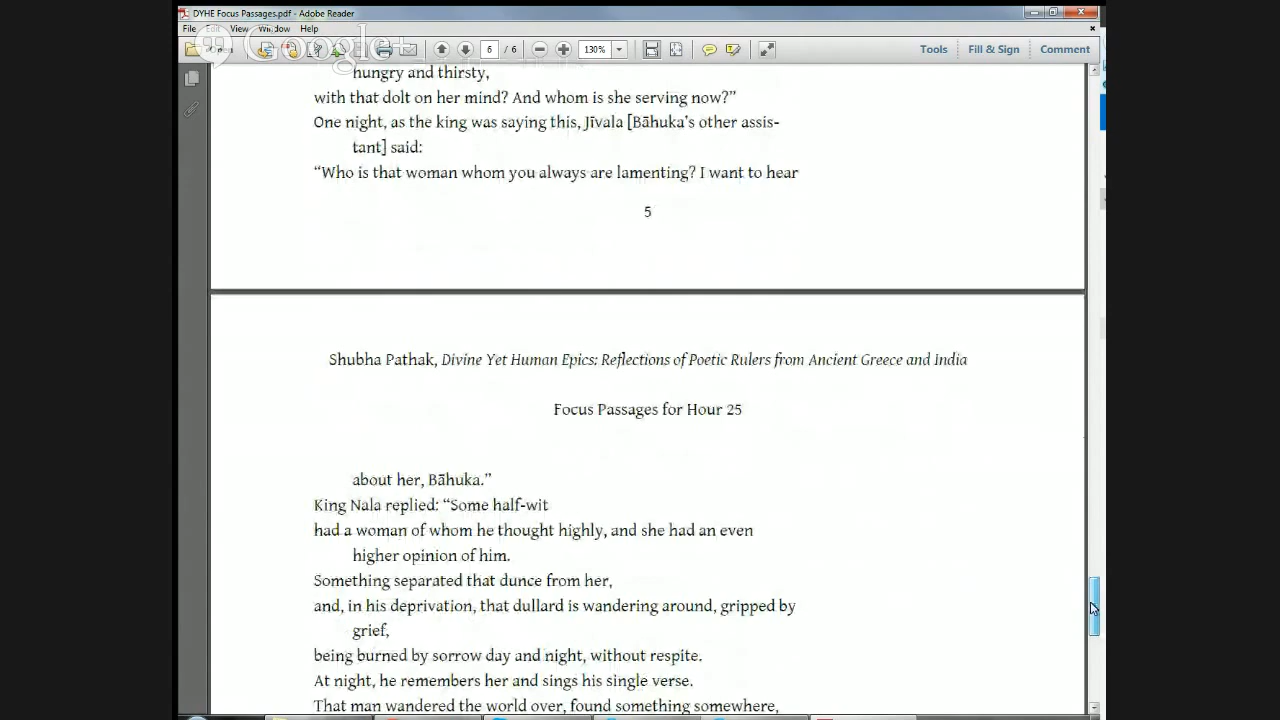 DYHE Focus Passages.pdf - Adobe Reader
File Edit View Window Help
Google+
6 / 6 130% Tools Fill & Sign Comment
hungry and thirsty,
with that dolt on her mind? And whom is she serving now?”
One night, as the king was saying this, Jīvala [Bāhuka’s other assis-
tant] said:
“Who is that woman whom you always are lamenting? I want to hear
5
Shubha Pathak, Divine Yet Human Epics: Reflections of Poetic Rulers from Ancient Greece and India
Focus Passages for Hour 25
about her, Bāhuka.”
King Nala replied: “Some half-wit
had a woman of whom he thought highly, and she had an even
higher opinion of him.
Something separated that dunce from her,
and, in his deprivation, that dullard is wandering around, gripped by
grief,
being burned by sorrow day and night, without respite.
At night, he remembers her and sings his single verse.
That man wandered the world over, found something somewhere,